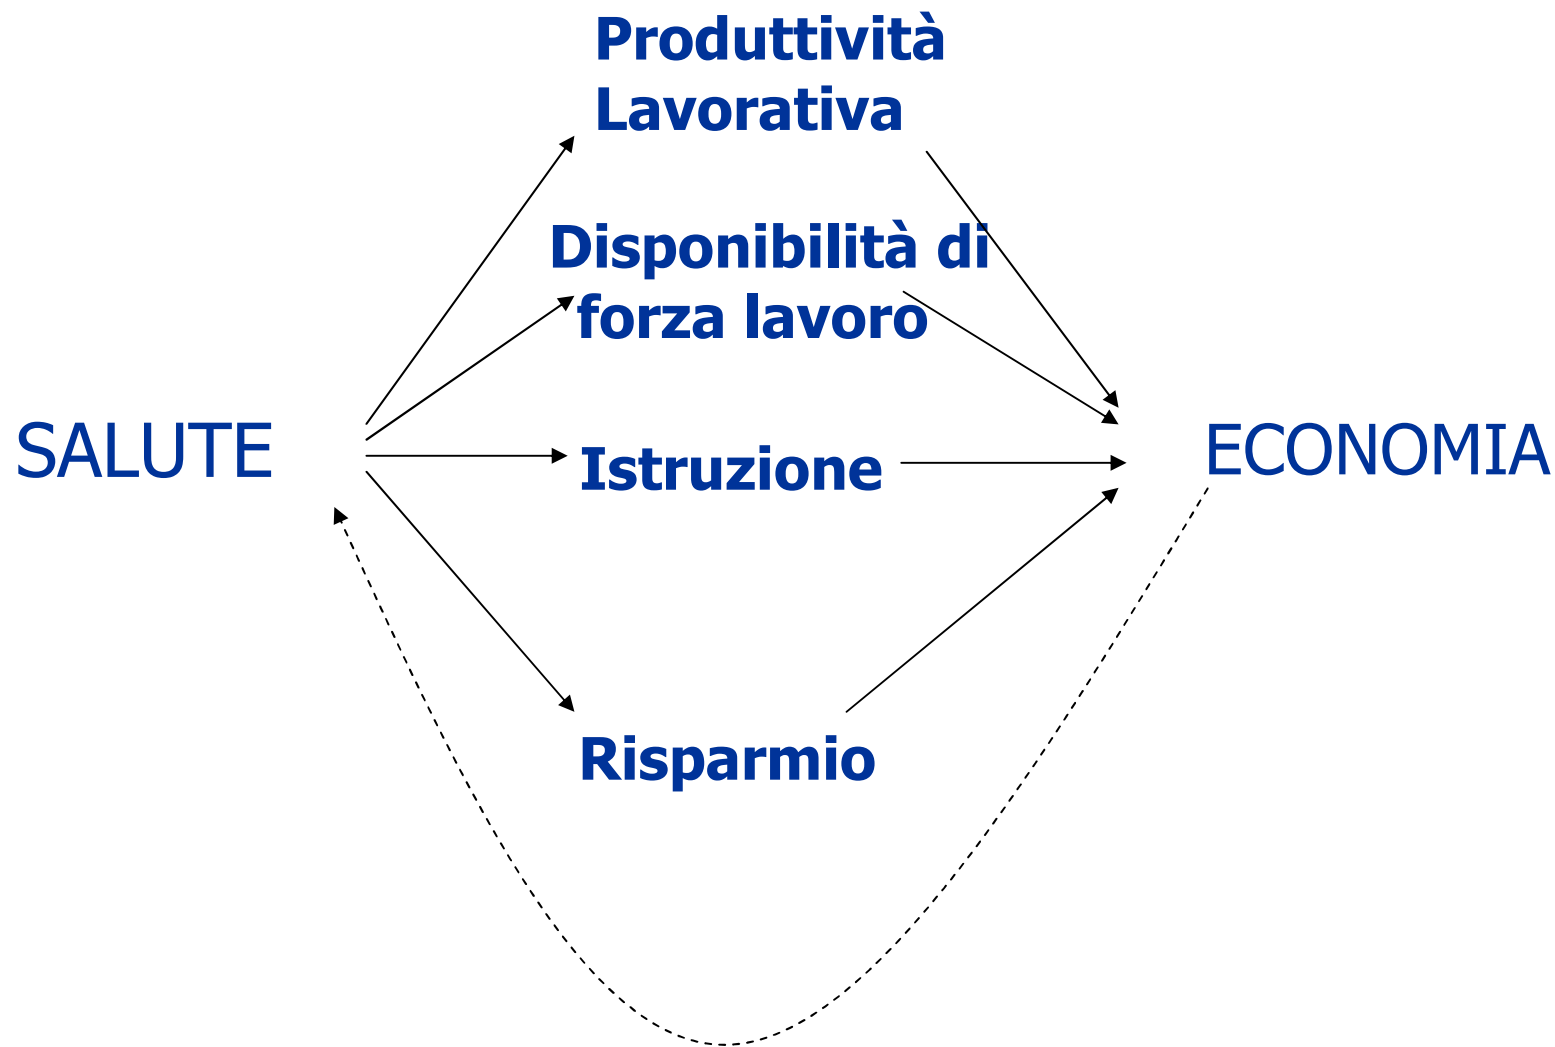 Produttività
Lavorativa
Disponibilità di
forza lavoro
SALUTE
Istruzione
ECONOMIA
Risparmio